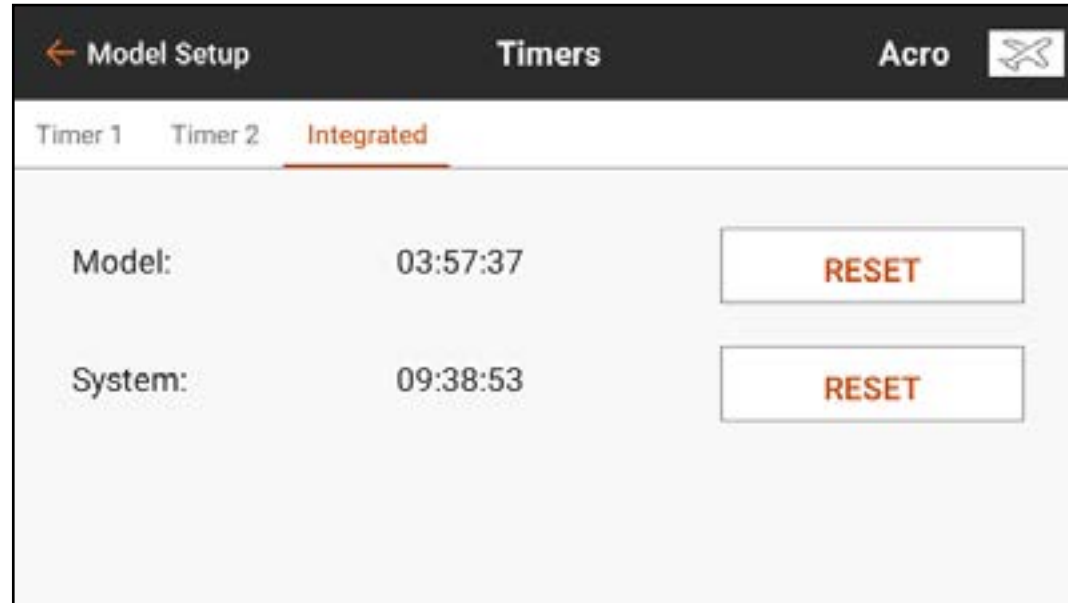 ← Model Setup Timers Acro
Timer 1 Timer 2 Integrated
Model: 03:57:37 RESET
System: 09:38:53 RESET